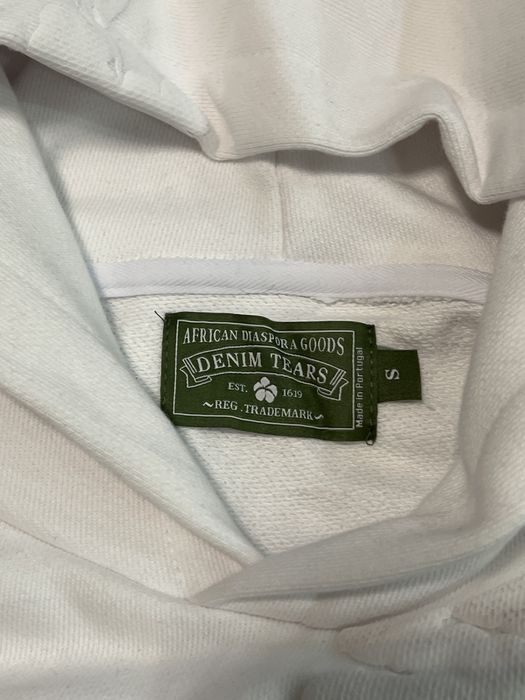 AFRICAN DIASPORA GOODS
DENIM TEARS
EST. 1619
~REG.TRADEMARK~
Made in Portugal
S